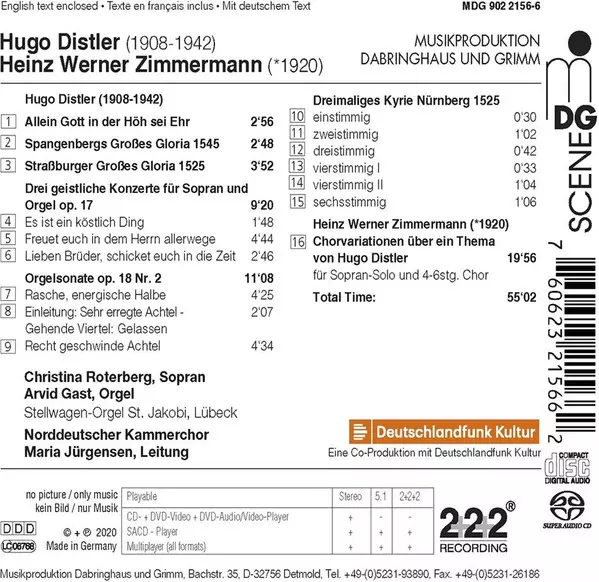 English text enclosed • Texte en français inclus • Mit deutschem Text
MDG 902 2156-6
Hugo Distler (1908-1942)
Heinz Werner Zimmermann (*1920)
MUSIKPRODUKTION
DABRINGHAUS UND GRIMM
MDG
SCENE
Hugo Distler (1908-1942)
1 Allein Gott in der Höh sei Ehr 2‘56
2 Spangenbergs Großes Gloria 1545 2‘48
3 Straßburger Großes Gloria 1525 3‘52
Drei geistliche Konzerte für Sopran und
Orgel op. 17 9‘20
4 Es ist ein köstlich Ding 1‘48
5 Freuet euch in dem Herrn allerwege 4‘44
6 Lieben Brüder, schicket euch in die Zeit 2‘46
Orgelsonate op. 18 Nr. 2 11‘08
7 Rasche, energische Halbe 4‘25
8 Einleitung: Sehr erregte Achtel - 2‘07
Gehende Viertel: Gelassen
9 Recht geschwinde Achtel 4‘34
Christina Roterberg, Sopran
Arvid Gast, Orgel
Stellwagen-Orgel St. Jakobi, Lübeck
Norddeutscher Kammerchor
Maria Jürgensen, Leitung
Dreimaliges Kyrie Nürnberg 1525
10 einstimmig 0‘30
11 zweistimmig 1‘02
12 dreistimmig 0‘42
13 vierstimmig I 0‘33
14 vierstimmig II 1‘04
15 sechsstimmig 1‘06
Heinz Werner Zimmermann (*1920)
16 Chorvariationen über ein Thema
von Hugo Distler 19‘56
für Sopran-Solo und 4-6stg. Chor
Total Time: 55‘02
Deutschlandfunk Kultur
Eine Co-Produktion mit Deutschlandfunk Kultur
7 60623 21566 2
COMPACT
disc
DIGITAL AUDIO
SUPER AUDIO CD
no picture / only music
kein Bild / nur Musik
Playable Stereo 5.1 2+2+2
CD- + DVD-Video + DVD-Audio/Video-Player + - -
SACD - Player + + -
Multiplayer (all formats) + + +
DDD
LC 06768
© + ℗ 2020
Made in Germany
2222®
RECORDING
Musikproduktion Dabringhaus und Grimm, Bachstr. 35, D-32756 Detmold, Tel. +49-(0)5231-93890, Fax. +49-(0)5231-26186